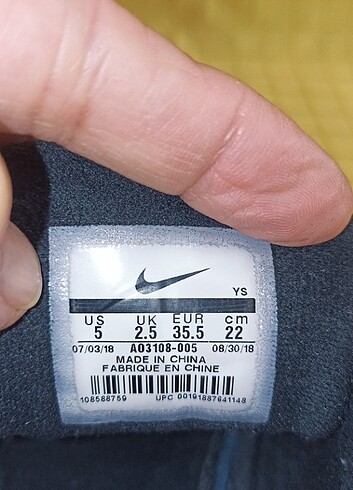 YS
US UK EUR cm
5 2.5 35.5 22
07/03/18 AO3108-005 08/30/18
MADE IN CHINA
FABRIQUE EN CHINE
108588759 UPC 00191887641148